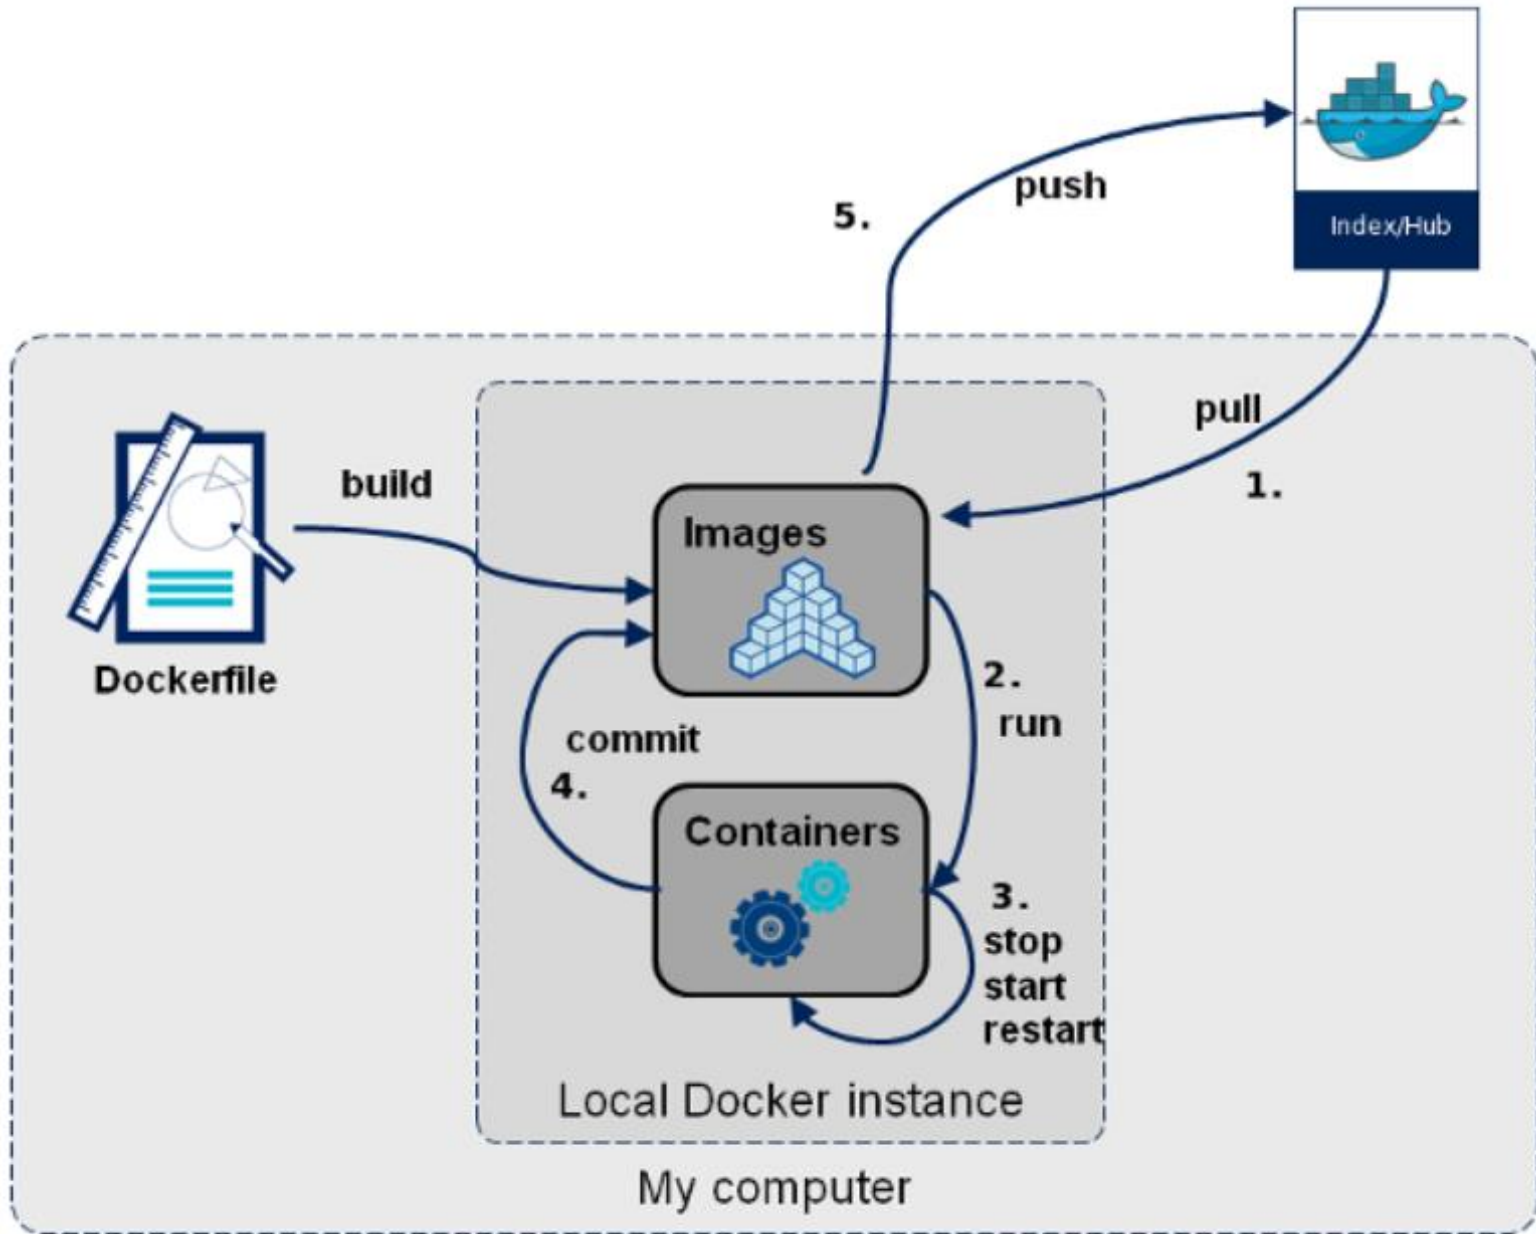 Index/Hub
5.
push
pull
1.
build
Dockerfile
Images
2.
run
commit
4.
Containers
3.
stop
start
restart
Local Docker instance
My computer